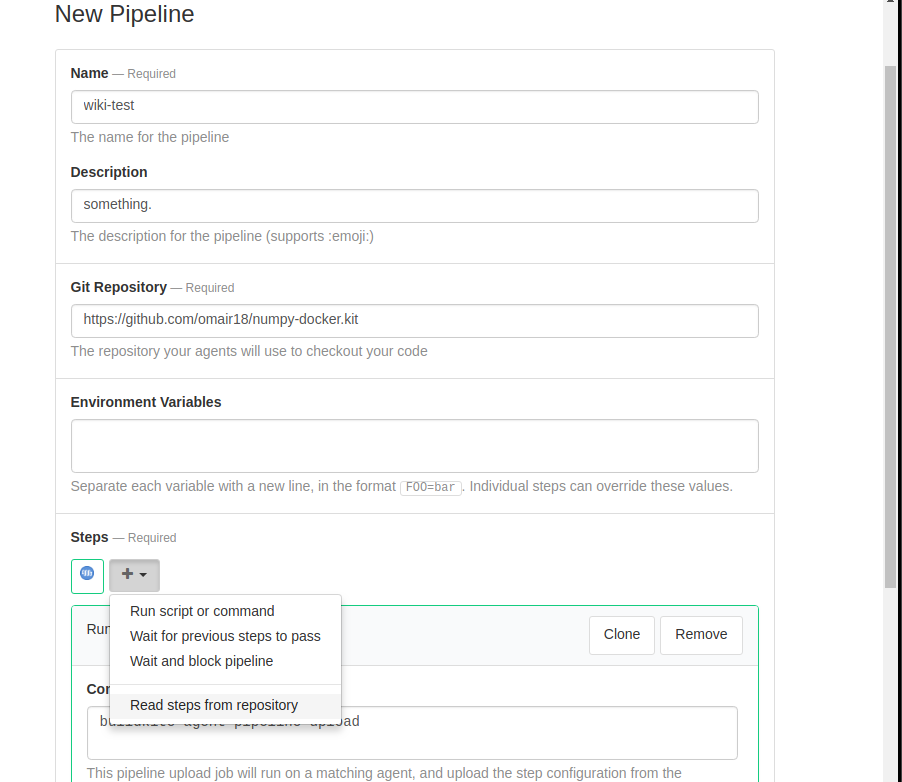 New Pipeline
Name — Required
wiki-test
The name for the pipeline
Description
something.
The description for the pipeline (supports :emoji:)
Git Repository — Required
https://github.com/omair18/numpy-docker.kit
The repository your agents will use to checkout your code
Environment Variables
Separate each variable with a new line, in the format FOO=bar. Individual steps can override these values.
Steps — Required
Run script or command
Wait for previous steps to pass
Wait and block pipeline
Read steps from repository
Run
Clone
Remove
Com
buildkite-agent pipeline upload
This pipeline upload job will run on a matching agent, and upload the step configuration from the